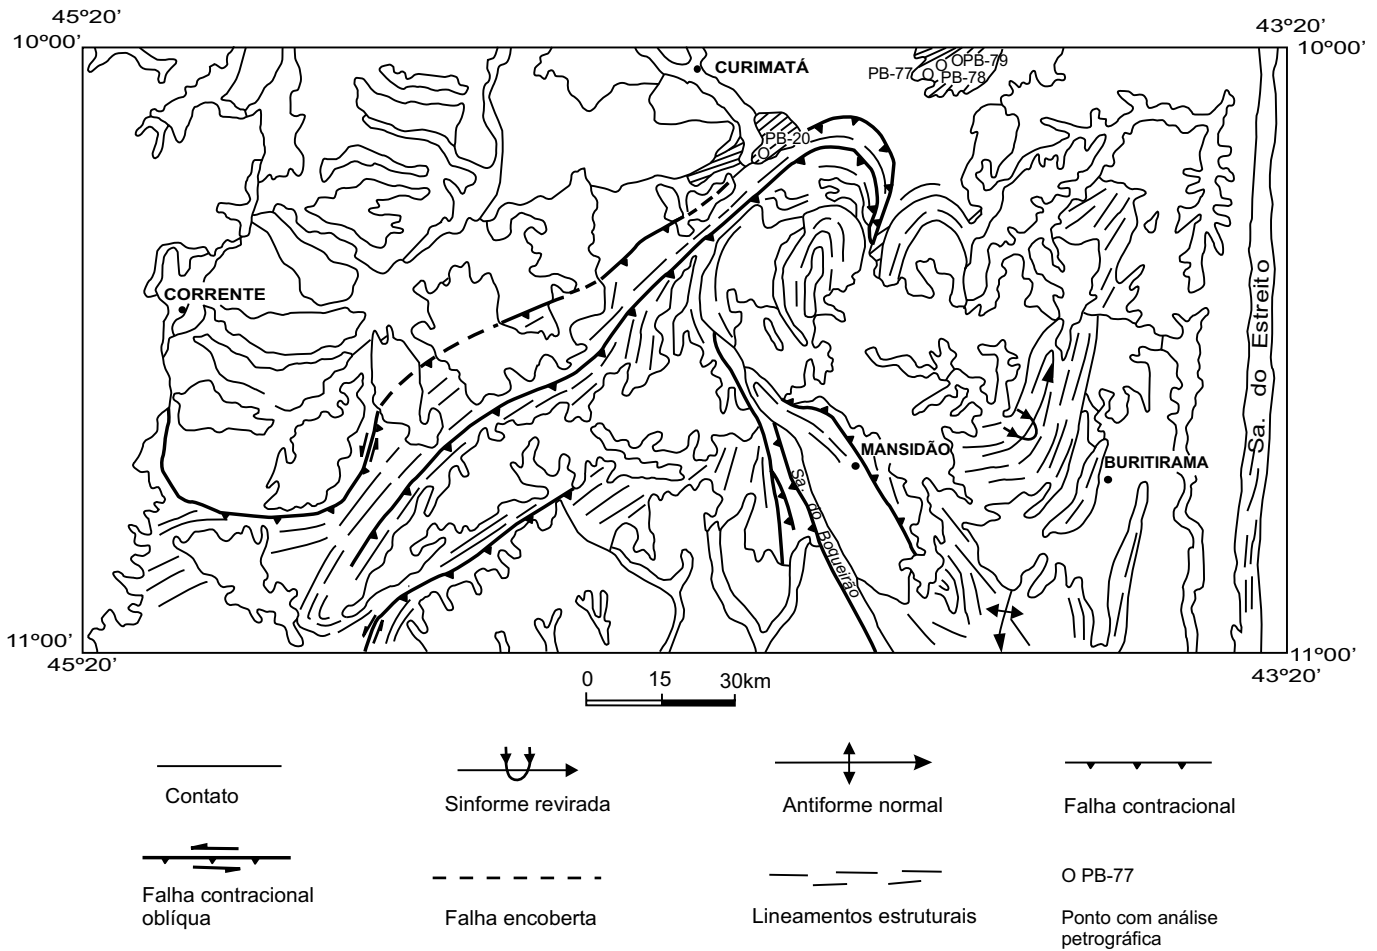 45º20’
43º20’
10º00’
10º00’
CURIMATÁ
PB-77
OPB-79
PB-78
PB-20
CORRENTE
Sa. do Estreito
MANSIDÃO
BURITIRAMA
Sa. do Boqueirão
11º00’
11º00’
45º20’
43º20’
0 15 30km
Contato
Sinforme revirada
Antiforme normal
Falha contracional
Falha contracional
oblíqua
Falha encoberta
Lineamentos estruturais
O PB-77
Ponto com análise
petrográfica